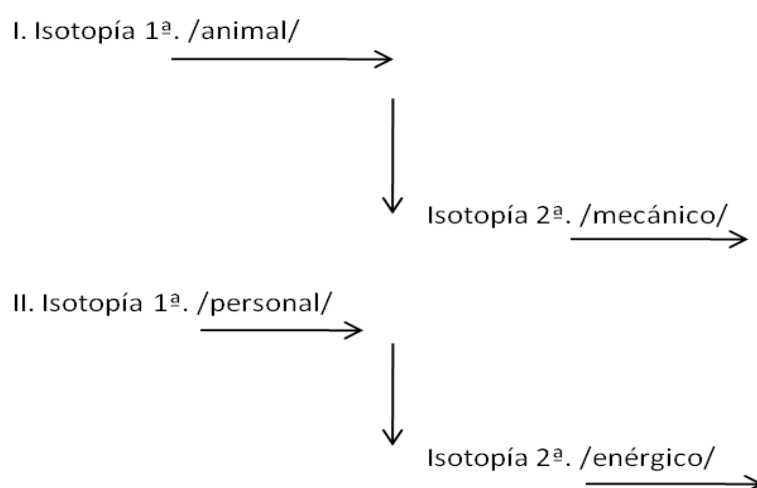 I. Isotopía 1ª. /animal/
Isotopía 2ª. /mecánico/
II. Isotopía 1ª. /personal/
Isotopía 2ª. /enérgico/